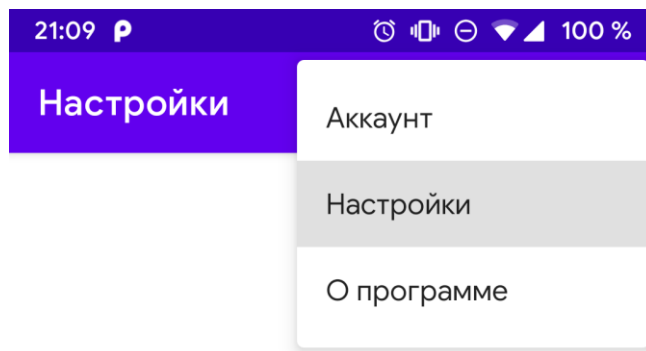 21:09 100 %
Настройки
Аккаунт
Настройки
О программе